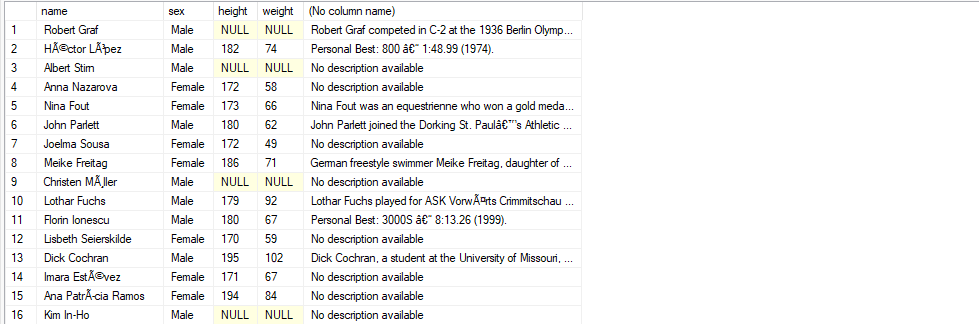 name sex height weight (No column name)
1 Robert Graf Male NULL NULL Robert Graf competed in C-2 at the 1936 Berlin Olymp...
2 HÃ©ctor LÃ³pez Male 182 74 Personal Best: 800 â€“ 1:48.99 (1974).
3 Albert Stim Male NULL NULL No description available
4 Anna Nazarova Female 172 58 No description available
5 Nina Fout Female 173 66 Nina Fout was an equestrienne who won a gold meda...
6 John Parlett Male 180 62 John Parlett joined the Dorking St. Paulâ€™s Athletic ...
7 Joelma Sousa Female 172 49 No description available
8 Meike Freitag Female 186 71 German freestyle swimmer Meike Freitag, daughter of ...
9 Christen MÃ¸ller Male NULL NULL No description available
10 Lothar Fuchs Male 179 92 Lothar Fuchs played for ASK VorwÃ¤rts Crimmitschau ...
11 Florin Ionescu Male 180 67 Personal Best: 3000S â€“ 8:13.26 (1999).
12 Lisbeth Seierskilde Female 170 59 No description available
13 Dick Cochran Male 195 102 Dick Cochran, a student at the University of Missouri, ...
14 Imara EstÃ©vez Female 171 67 No description available
15 Ana PatrÃ­cia Ramos Female 194 84 No description available
16 Kim In-Ho Male NULL NULL No description available